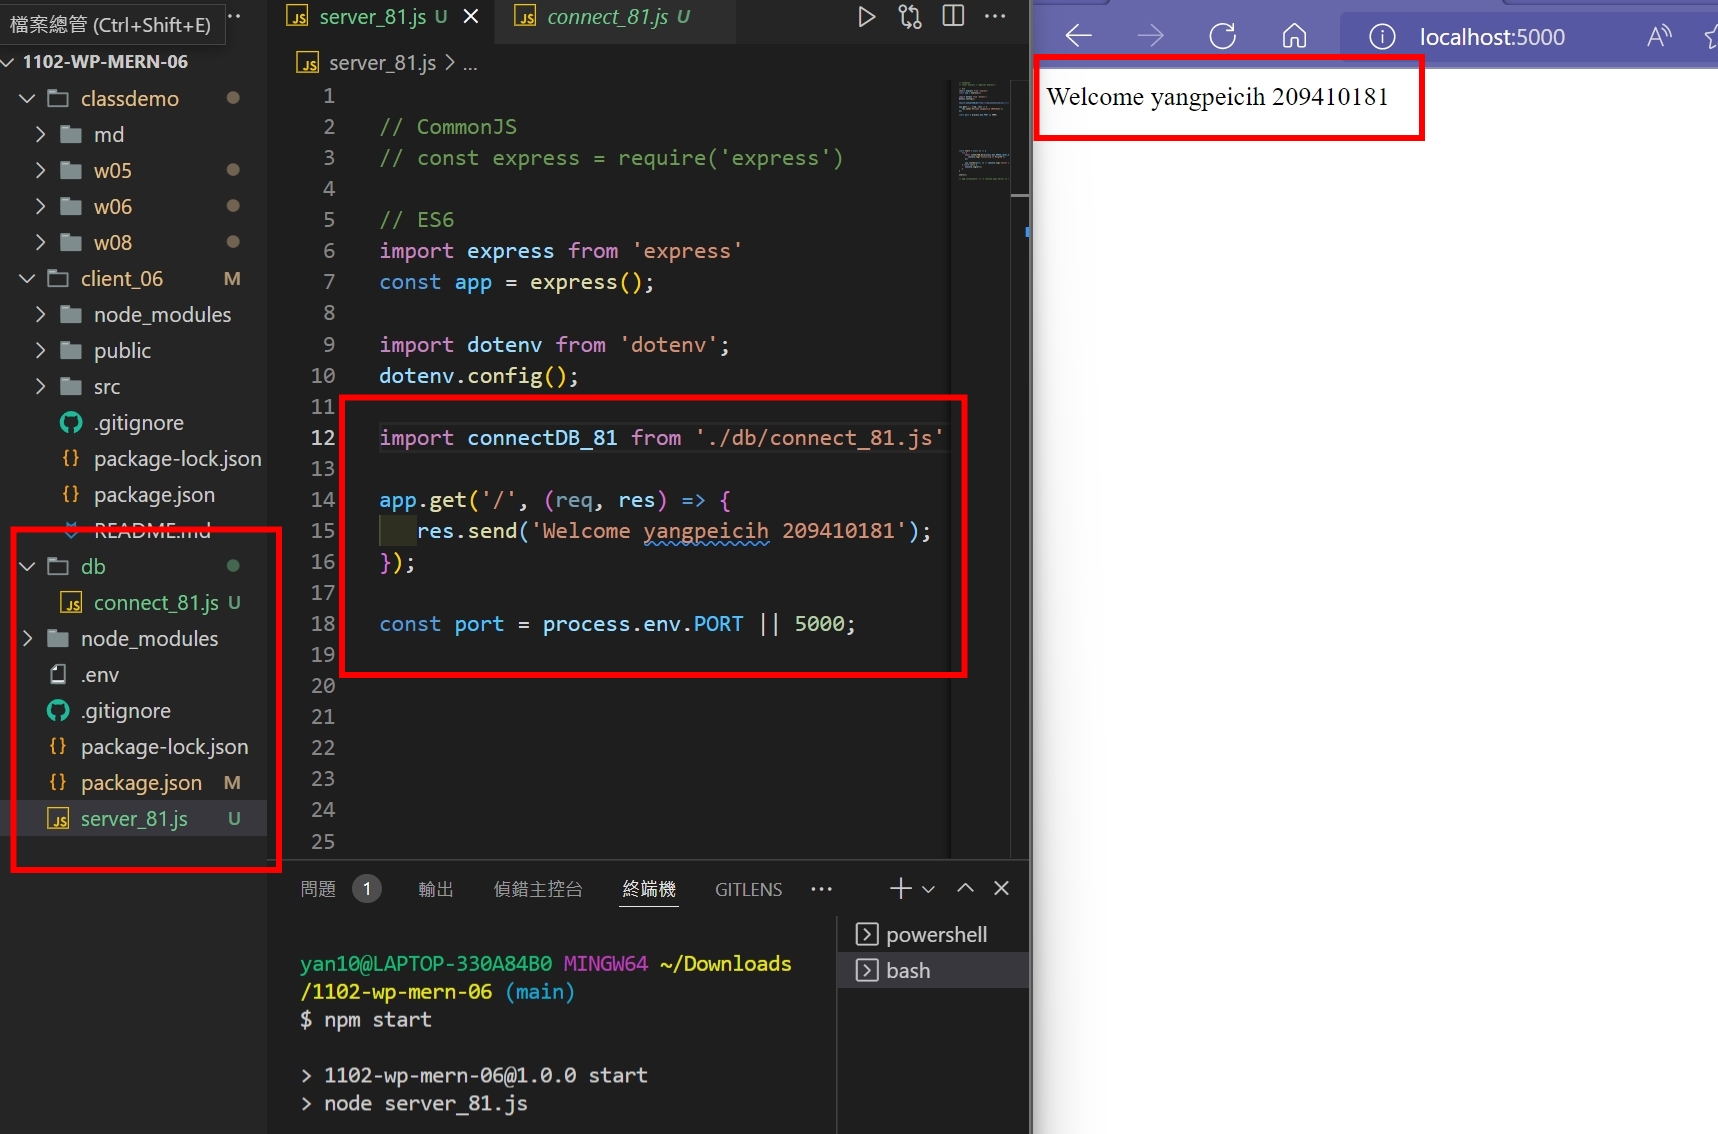 檔案總管 (Ctrl+Shift+E)
1102-WP-MERN-06
classdemo
md
w05
w06
w08
client_06 M
node_modules
public
src
.gitignore
package-lock.json
package.json
README.md
db
connect_81.js U
node_modules
.env
.gitignore
package-lock.json
package.json M
server_81.js U
server_81.js U
connect_81.js U
server_81.js > ...
1
2 // CommonJS
3 // const express = require('express')
4
5 // ES6
6 import express from 'express'
7 const app = express();
8
9 import dotenv from 'dotenv';
10 dotenv.config();
11
12 import connectDB_81 from './db/connect_81.js'
13
14 app.get('/', (req, res) => {
15 res.send('Welcome yangpeicih 209410181');
16 });
17
18 const port = process.env.PORT || 5000;
19
20
21
22
23
24
25
問題 1 輸出 偵錯主控台 終端機 GITLENS ...
yan10@LAPTOP-330A84B0 MINGW64 ~/Downloads
/1102-wp-mern-06 (main)
$ npm start
> 1102-wp-mern-06@1.0.0 start
> node server_81.js
powershell
bash
localhost:5000
Welcome yangpeicih 209410181